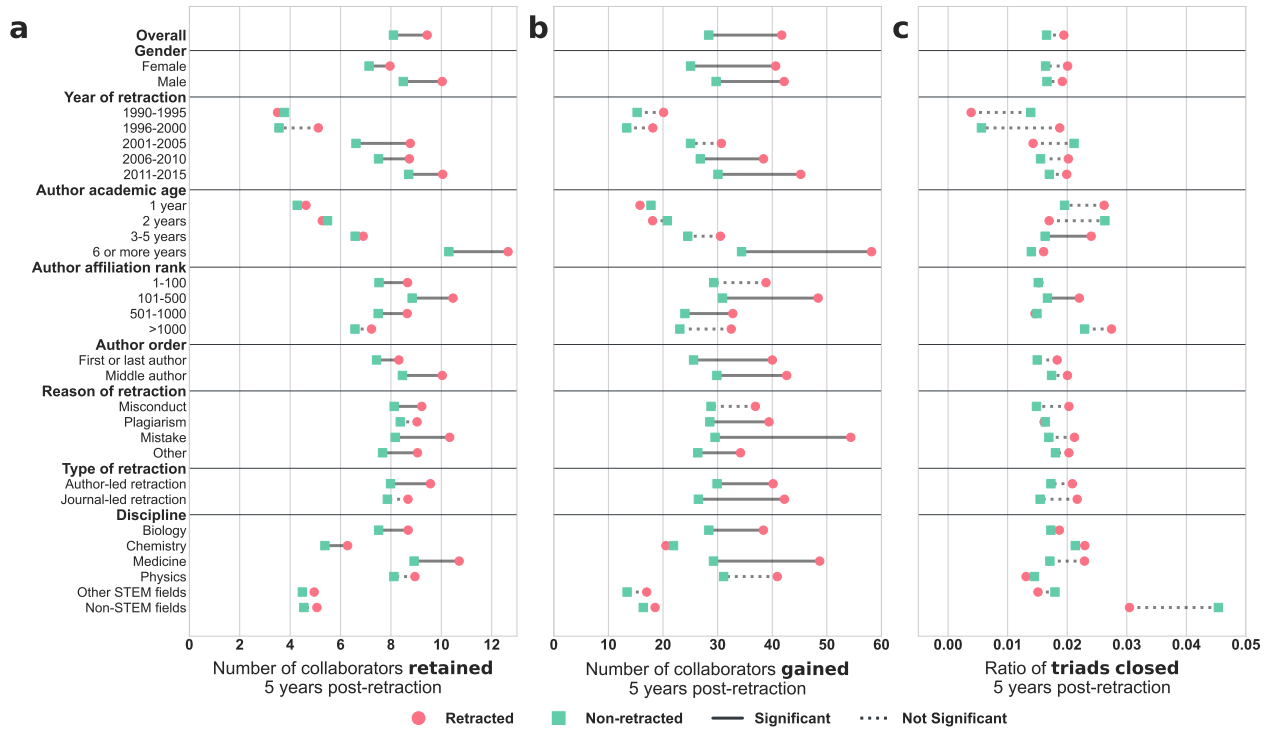 a
b
c
Overall
Gender
Female
Male
Year of retraction
1990-1995
1996-2000
2001-2005
2006-2010
2011-2015
Author academic age
1 year
2 years
3-5 years
6 or more years
Author affiliation rank
1-100
101-500
501-1000
>1000
Author order
First or last author
Middle author
Reason of retraction
Misconduct
Plagiarism
Mistake
Other
Type of retraction
Author-led retraction
Journal-led retraction
Discipline
Biology
Chemistry
Medicine
Physics
Other STEM fields
Non-STEM fields
0 2 4 6 8 10 12
Number of collaborators retained
5 years post-retraction
0 10 20 30 40 50 60
Number of collaborators gained
5 years post-retraction
0.00 0.01 0.02 0.03 0.04 0.05
Ratio of triads closed
5 years post-retraction
Retracted Non-retracted Significant Not Significant